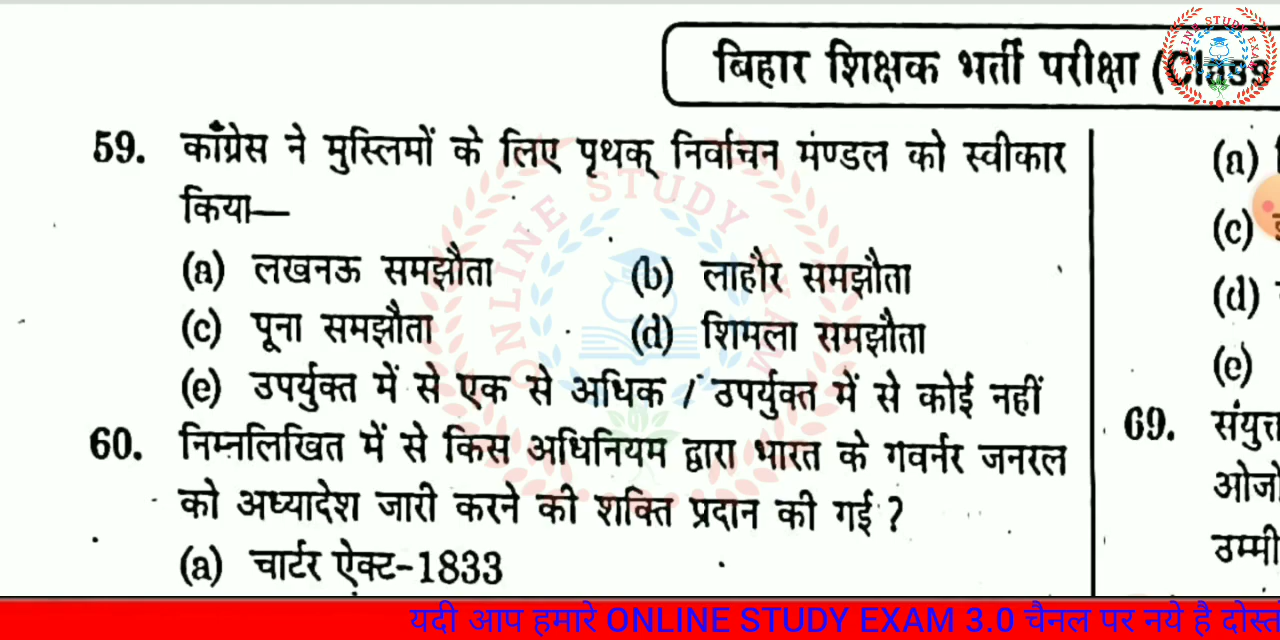 बिहार शिक्षक भर्ती परीक्षा (Class
59. काँग्रेस ने मुस्लिमों के लिए पृथक् निर्वाचन मंण्डल को स्वीकार
किया—
(a) लखनऊ समझौता (b) लाहौर समझौता
(c) पूना समझौता (d) शिमला समझौता
(e) उपर्युक्त में से एक से अधिक / उपर्युक्त में से कोई नहीं
60. निम्नलिखित में से किस अधिनियम द्वारा भारत के गवर्नर जनरल
को अध्यादेश जारी करने की शक्ति प्रदान की गई ?
(a) चार्टर ऐक्ट-1833
(a)
(c)
(d)
(e)
69.
ONLINE STUDY EXAM
यदी आप हमारे ONLINE STUDY EXAM 3.0 चैनल पर नये है